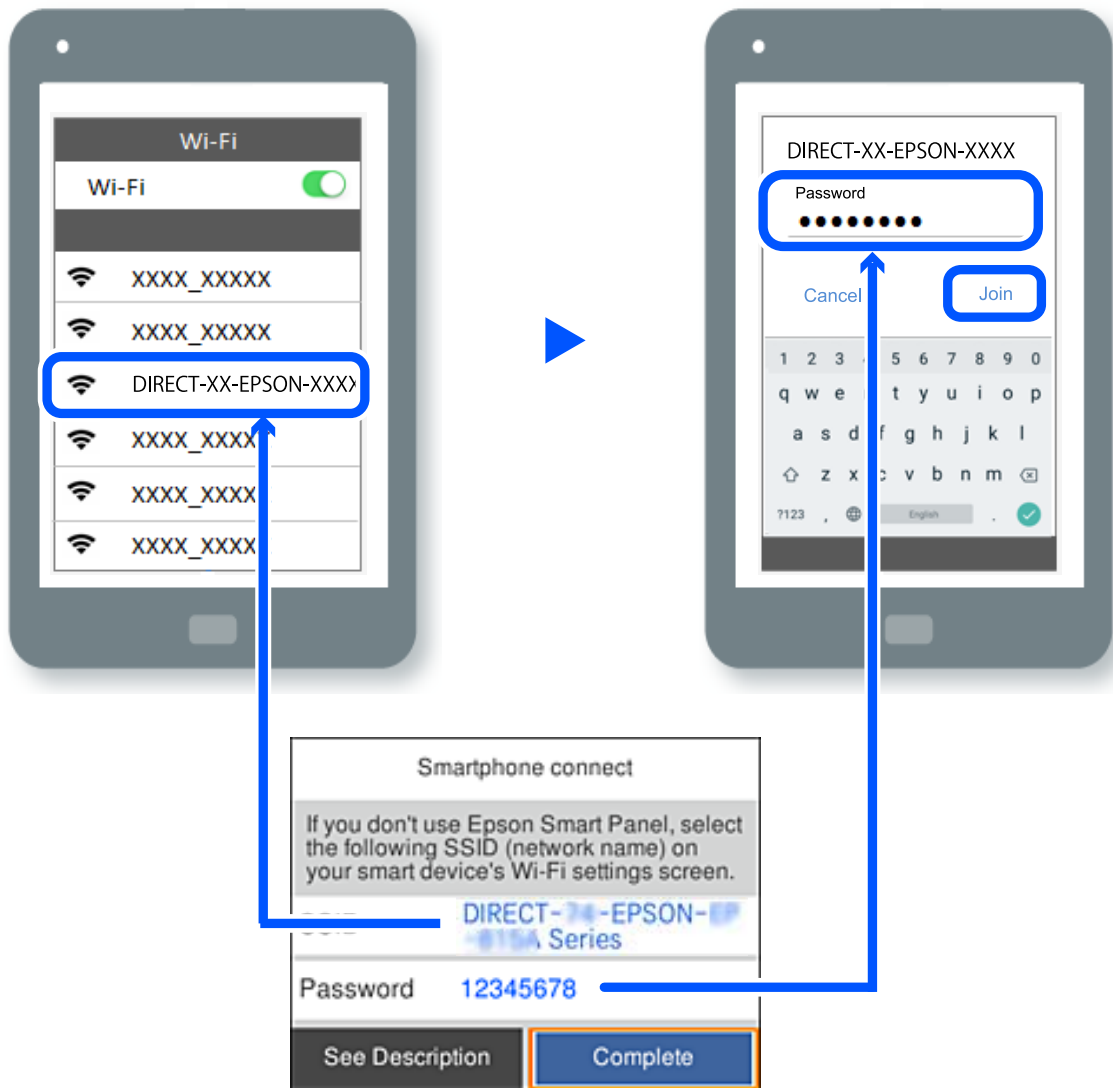 Wi-Fi
Wi-Fi
XXXX_XXXXX
XXXX_XXXXX
DIRECT-XX-EPSON-XXXX
XXXX_XXXX
XXXX_XXXX
XXXX_XXXX
DIRECT-XX-EPSON-XXXX
Password
●●●●●●●●
Cancel
Join
1 2 3 5 6 7 8 9 0
q w e t y u i o p
a s d f g h j k l
z x c v b n m
?123 , English .
Smartphone connect
If you don't use Epson Smart Panel, select
the following SSID (network name) on
your smart device's Wi-Fi settings screen.
DIRECT- -EPSON-
Series
Password 12345678
See Description Complete